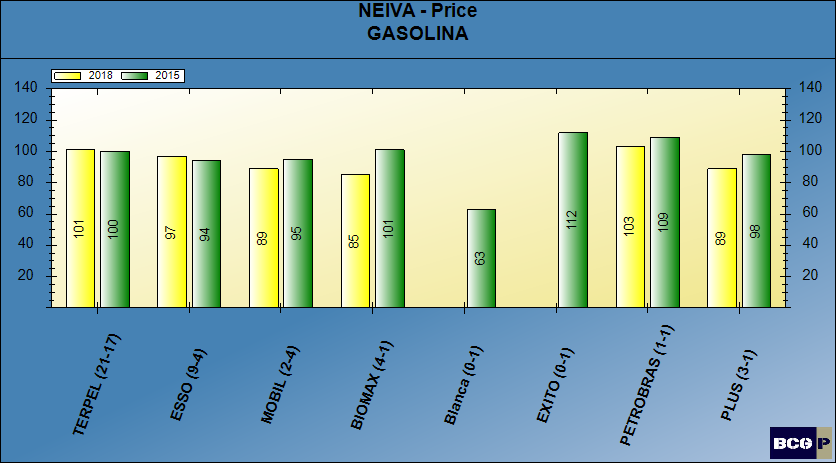 NEIVA - Price
GASOLINA
2018 2015
140 140
120 120
100 100
80 80
60 60
40 40
20 20
101 100 97 94 89 95 85 101 63 112 103 109 89 98
TERPEL (21-17)
ESSO (9-4)
MOBIL (2-4)
BIOMAX (4-1)
Blanca (0-1)
EXITO (0-1)
PETROBRAS (1-1)
PLUS (3-1)
BCO P